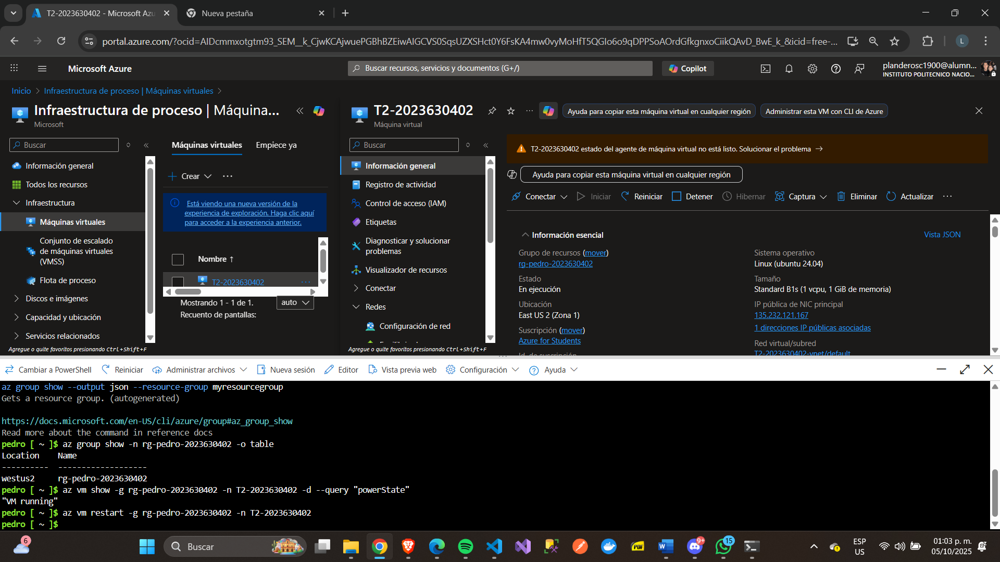 T2-2023630402 - Microsoft Azu
Nueva pestaña
portal.azure.com/?ocid=AIDcmmxotgtm93_SEM__k_CjwKCAjwuePGBhBZEiwAIGCVS0SqsUZXSHct0Y6FsKA4mw0vyMoHfT5QGIo6o9qDPPSoAOrdGfkgnxoCiikQAvD_BwE_k_&icid=free-...
L
Microsoft Azure
Buscar recursos, servicios y documentos (G+/)
Copilot
planderosc1900@alumn...
INSTITUTO POLITECNICO NACIO...
Inicio > Infraestructura de proceso | Máquinas virtuales >
Infraestructura de proceso | Máquina...
Microsoft
Buscar
Información general
Todos los recursos
Infraestructura
Máquinas virtuales
Conjunto de escalado
de máquinas virtuales
(VMSS)
Flota de proceso
Discos e imágenes
Capacidad y ubicación
Servicios relacionados
Agregue o quite favoritos presionando Ctrl+Shift+F
Máquinas virtuales
Empiece ya
Crear
Está viendo una nueva versión de la
experiencia de exploración. Haga clic aquí
para acceder a la experiencia anterior.
Nombre ↑
T2-2023630402
Mostrando 1 - 1 de 1.
auto
Recuento de pantallas:
T2-2023630402
Máquina virtual
Ayuda para copiar esta máquina virtual en cualquier región
Administrar esta VM con CLI de Azure
Buscar
Información general
Registro de actividad
Control de acceso (IAM)
Etiquetas
Diagnosticar y solucionar
problemas
Visualizador de recursos
Conectar
Redes
Configuración de red
Agregue o quite favoritos presionando Ctrl+Shift+F
T2-2023630402 estado del agente de máquina virtual no está listo. Solucionar el problema →
Ayuda para copiar esta máquina virtual en cualquier región
Conectar
Iniciar
Reiniciar
Detener
Hibernar
Captura
Eliminar
Actualizar
Información esencial
Vista JSON
Grupo de recursos (mover)
rg-pedro-2023630402
Estado
En ejecución
Ubicación
East US 2 (Zona 1)
Suscripción (mover)
Azure for Students
Id. de suscripción
Sistema operativo
Linux (ubuntu 24.04)
Tamaño
Standard B1s (1 vcpu, 1 GiB de memoria)
IP pública de NIC principal
135.232.121.167
1 direcciones IP públicas asociadas
Red virtual/subred
T2-2023630402-vnet/default
Cambiar a PowerShell
Reiniciar
Administrar archivos
Nueva sesión
Editor
Vista previa web
Configuración
Ayuda
az group show --output json --resource-group myresourcegroup
Gets a resource group. (autogenerated)
https://docs.microsoft.com/en-US/cli/azure/group#az_group_show
Read more about the command in reference docs
pedro [ ~ ]$ az group show -n rg-pedro-2023630402 -o table
Location    Name
----------  -------------------
westus2     rg-pedro-2023630402
pedro [ ~ ]$ az vm show -g rg-pedro-2023630402 -n T2-2023630402 -d --query "powerState"
"VM running"
pedro [ ~ ]$ az vm restart -g rg-pedro-2023630402 -n T2-2023630402
pedro [ ~ ]$
6
Buscar
PDF
9+
15
ESP
US
01:03 p. m.
05/10/2025